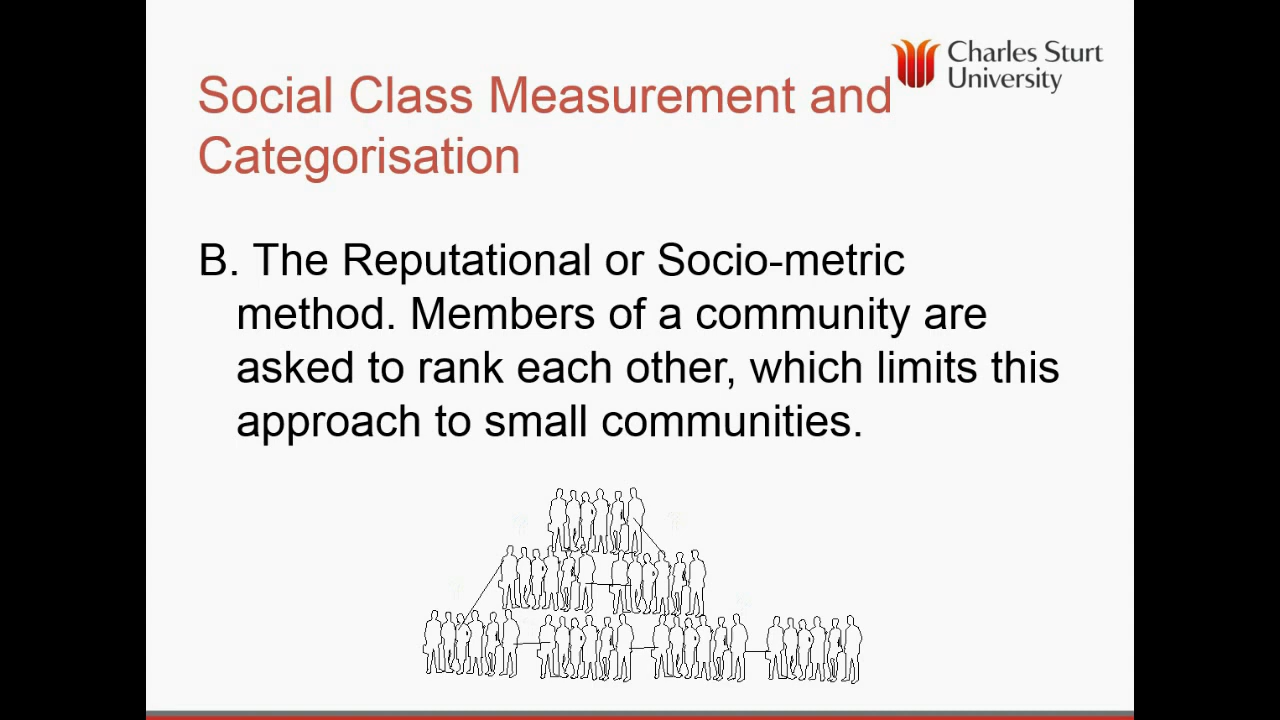 Charles Sturt
University
Social Class Measurement and
Categorisation
B. The Reputational or Socio-metric
method. Members of a community are
asked to rank each other, which limits this
approach to small communities.